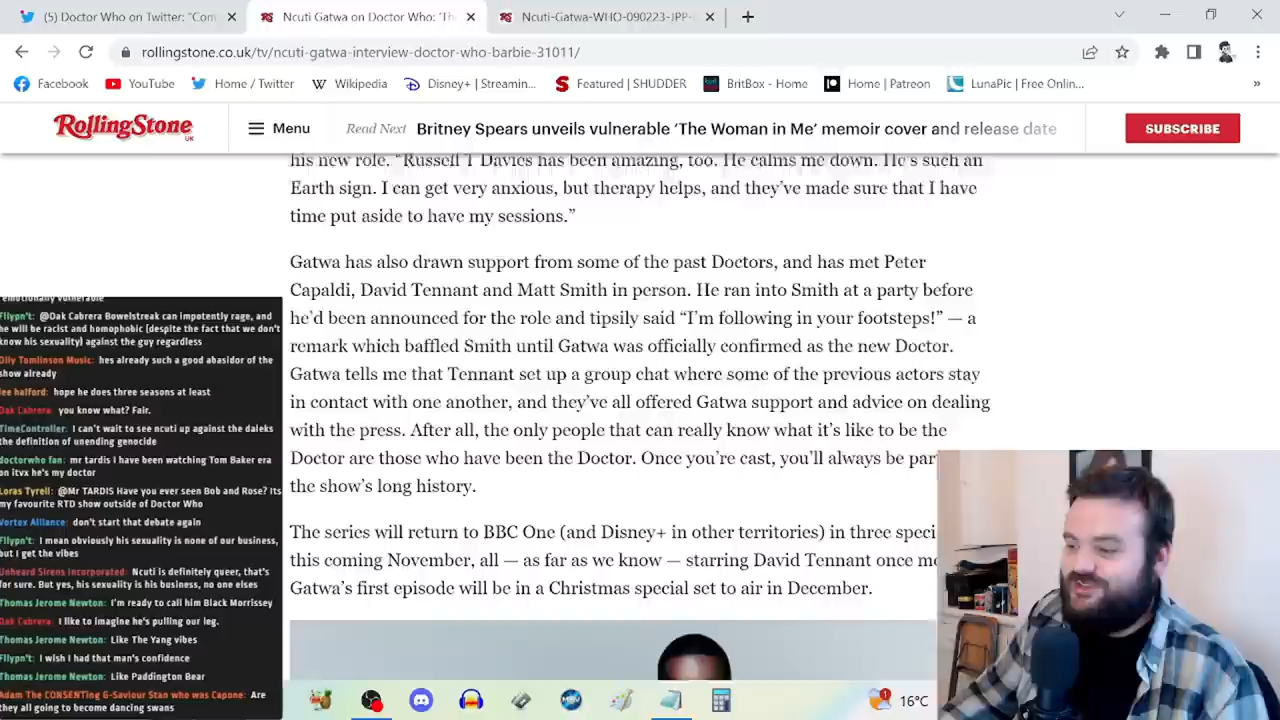 (5) Doctor Who on Twitter: "Com
Ncuti Gatwa on Doctor Who: 'The
Ncuti-Gatwa-WHO-090223-JPP-I
rollingstone.co.uk/tv/ncuti-gatwa-interview-doctor-who-barbie-31011/
Facebook YouTube Home / Twitter Wikipedia Disney+ | Streamin... Featured | SHUDDER BritBox - Home Home | Patreon LunaPic | Free Onlin... »
RollingStone UK
Menu
Read Next Britney Spears unveils vulnerable 'The Woman in Me' memoir cover and release date
SUBSCRIBE
his new role. "Russell T Davies has been amazing, too. He calms me down. He's such an
Earth sign. I can get very anxious, but therapy helps, and they've made sure that I have
time put aside to have my sessions."
Gatwa has also drawn support from some of the past Doctors, and has met Peter
Capaldi, David Tennant and Matt Smith in person. He ran into Smith at a party before
he'd been announced for the role and tipsily said "I'm following in your footsteps!" — a
remark which baffled Smith until Gatwa was officially confirmed as the new Doctor.
Gatwa tells me that Tennant set up a group chat where some of the previous actors stay
in contact with one another, and they've all offered Gatwa support and advice on dealing
with the press. After all, the only people that can really know what it's like to be the
Doctor are those who have been the Doctor. Once you're cast, you'll always be par
the show's long history.
The series will return to BBC One (and Disney+ in other territories) in three speci
this coming November, all — as far as we know — starring David Tennant once mo
Gatwa's first episode will be in a Christmas special set to air in December.
emotionally vulnerable
Fllypn't: @Dak Cabrera Bowelstreak can impotently rage, and
he will be racist and homophobic (despite the fact that we don't
know his sexuality) against the guy regardless
Olly Tomlinson Music: hes already such a good abasidor of the
show already
lee halford: hope he does three seasons at least
Dak Cabrera: you know what? Fair.
TimeController: I can't wait to see ncuti up against the daleks
the definition of unending genocide
doctorwho fan: mr tardis I have been watching Tom Baker era
on itvx he's my doctor
Loras Tyrell: @Mr TARDIS Have you ever seen Bob and Rose? Its
my favourite RTD show outside of Doctor Who
Vortex Alliance: don't start that debate again
Fllypn't: I mean obviously his sexuality is none of our business,
but I get the vibes
Unheard Sirens Incorporated: Ncuti is definitely queer, that's
for sure. But yes, his sexuality is his business, no one elses
Thomas Jerome Newton: I'm ready to call him Black Morrissey
Dak Cabrera: I like to imagine he's pulling our leg.
Thomas Jerome Newton: Like The Yang vibes
Fllypn't: I wish I had that man's confidence
Thomas Jerome Newton: Like Paddington Bear
Adam The CONSENTing G-Saviour Stan who was Capone: Are
they all going to become dancing swans
16°C